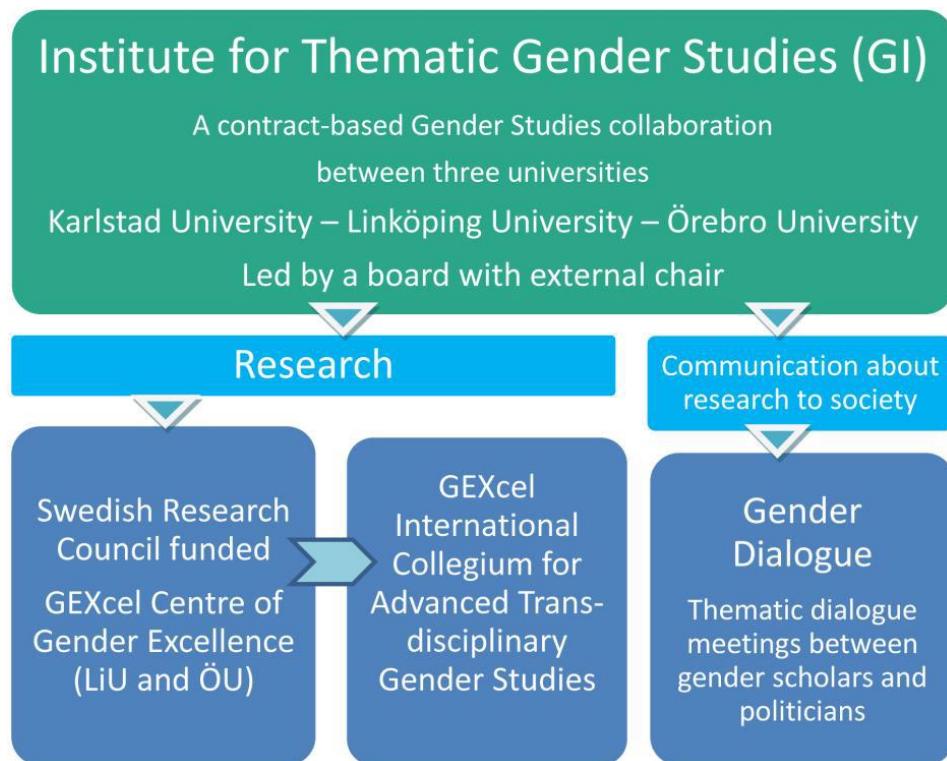 Institute for Thematic Gender Studies (GI)
A contract-based Gender Studies collaboration
between three universities
Karlstad University – Linköping University – Örebro University
Led by a board with external chair
Research
Communication about
research to society
Swedish Research
Council funded
GEXcel Centre of
Gender Excellence
(LiU and ÖU)
GEXcel
International
Collegium for
Advanced Trans-
disciplinary
Gender Studies
Gender
Dialogue
Thematic dialogue
meetings between
gender scholars and
politicians